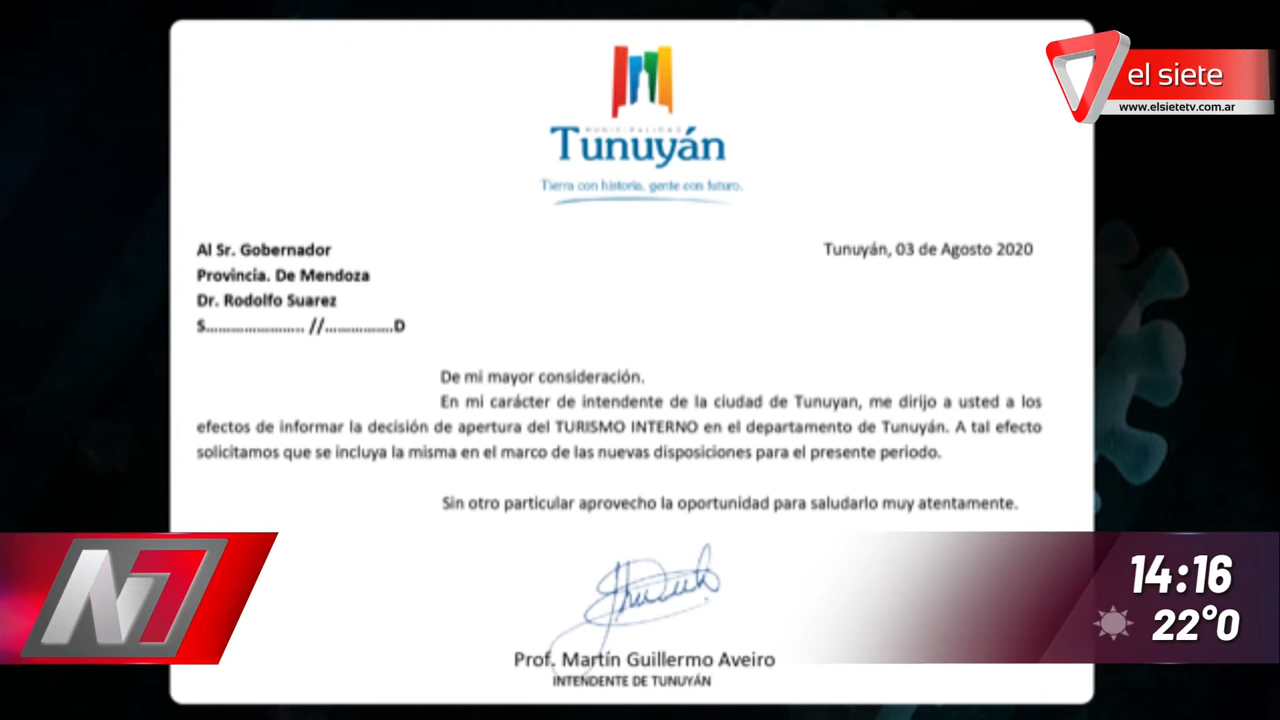 el siete
www.elsietetv.com.ar
MUNICIPALIDAD
Tunuyán
Tierra con historia, gente con futuro.
Al Sr. Gobernador
Tunuyán, 03 de Agosto 2020
Provincia. De Mendoza
Dr. Rodolfo Suarez
S....................... //................D
De mi mayor consideración.
En mi carácter de intendente de la ciudad de Tunuyan, me dirijo a usted a los
efectos de informar la decisión de apertura del TURISMO INTERNO en el departamento de Tunuyán. A tal efecto
solicitamos que se incluya la misma en el marco de las nuevas disposiciones para el presente periodo.
Sin otro particular aprovecho la oportunidad para saludarlo muy atentamente.
N7
14:16
22°0
Prof. Martín Guillermo Aveiro
INTENDENTE DE TUNUYÁN